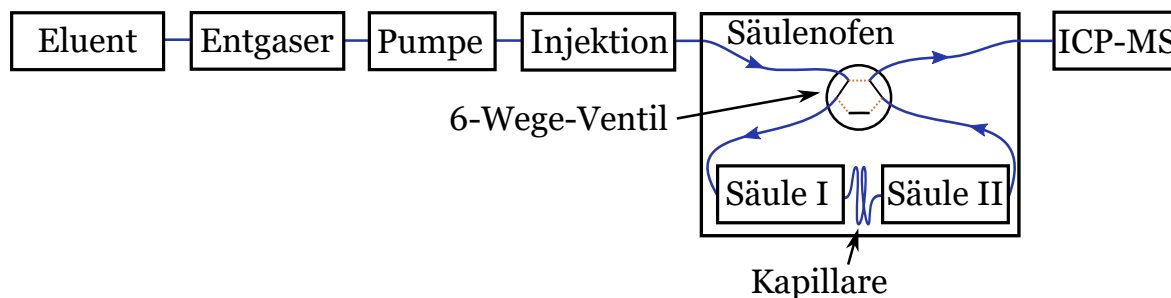 Eluent
Entgaser
Pumpe
Injektion
Säulenofen
ICP-MS
6-Wege-Ventil
Säule I
Säule II
Kapillare